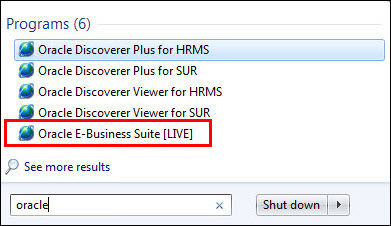 Programs (6)
Oracle Discoverer Plus for HRMS
Oracle Discoverer Plus for SUR
Oracle Discoverer Viewer for HRMS
Oracle Discoverer Viewer for SUR
Oracle E-Business Suite [LIVE]
See more results
oracle
Shut down